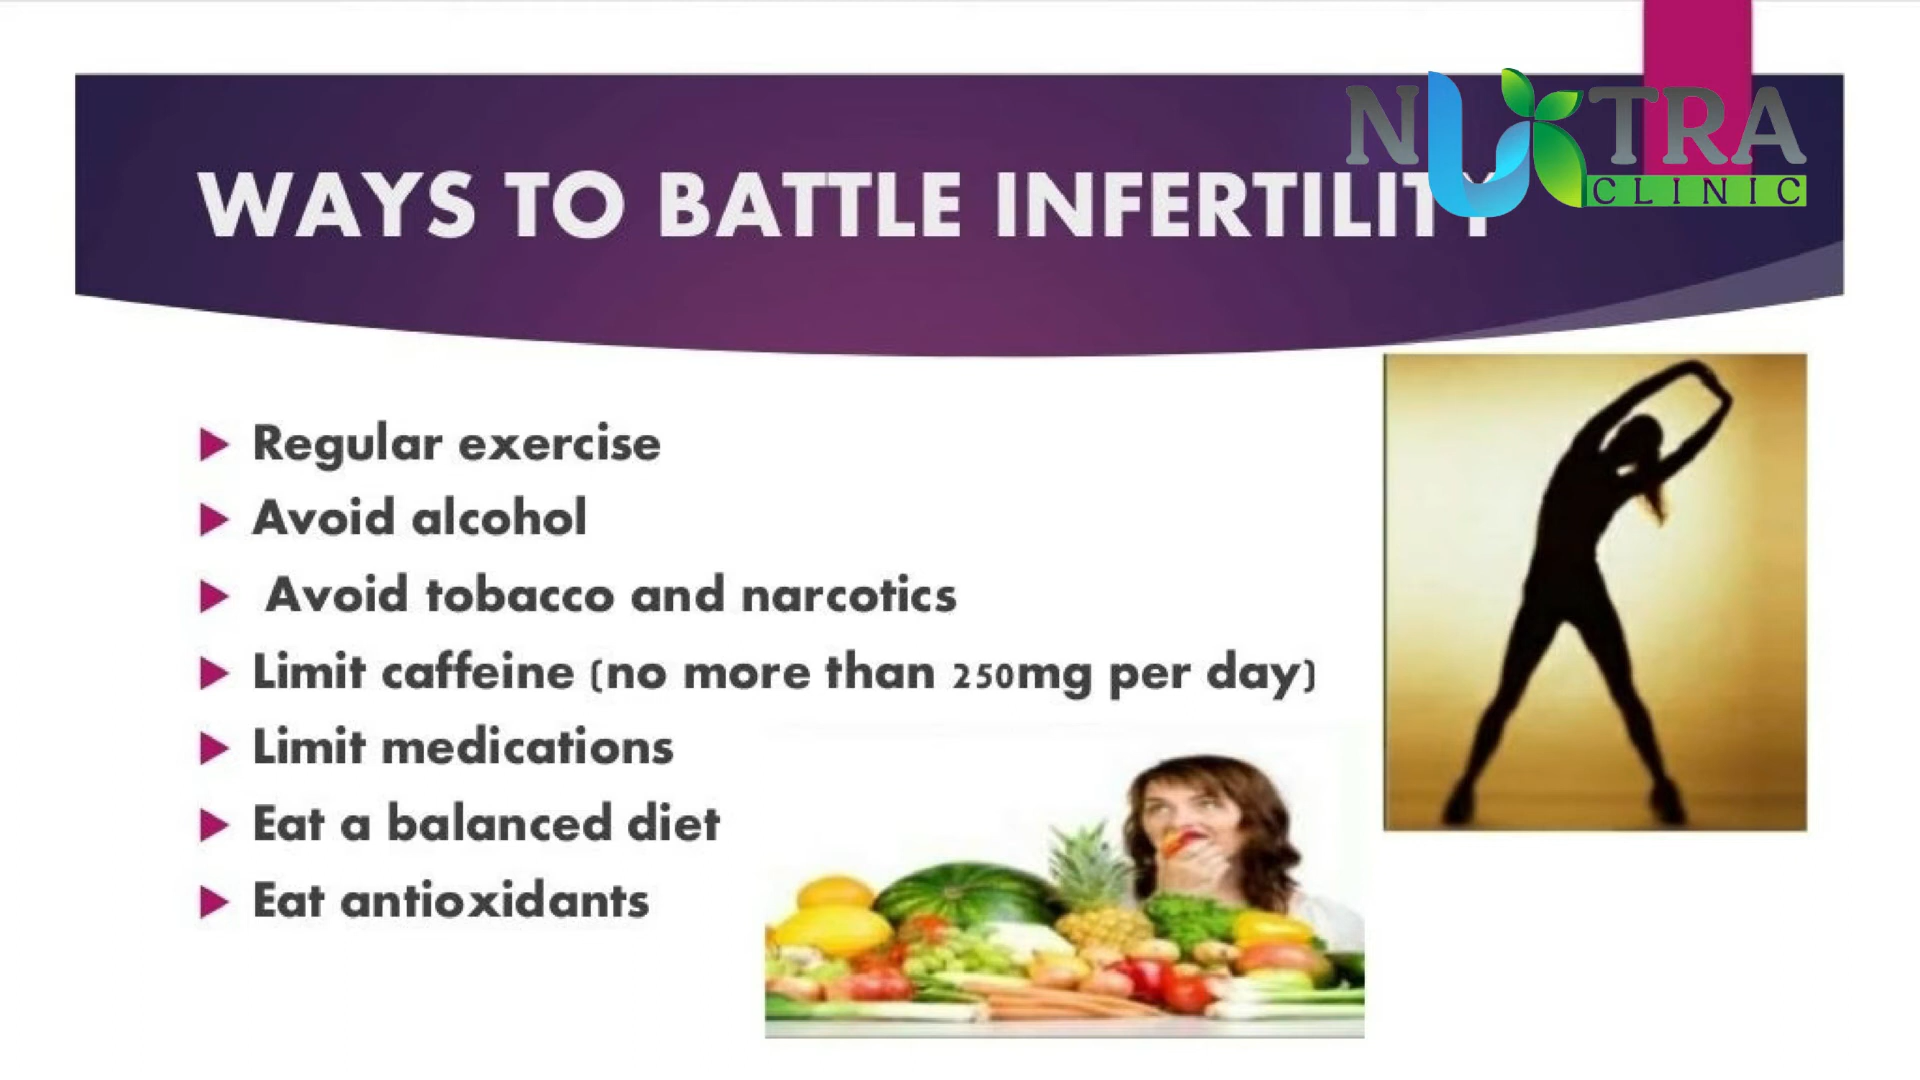 NUTRA
CLINIC
WAYS TO BATTLE INFERTILITY
Regular exercise
Avoid alcohol
Avoid tobacco and narcotics
Limit caffeine (no more than 250mg per day)
Limit medications
Eat a balanced diet
Eat antioxidants